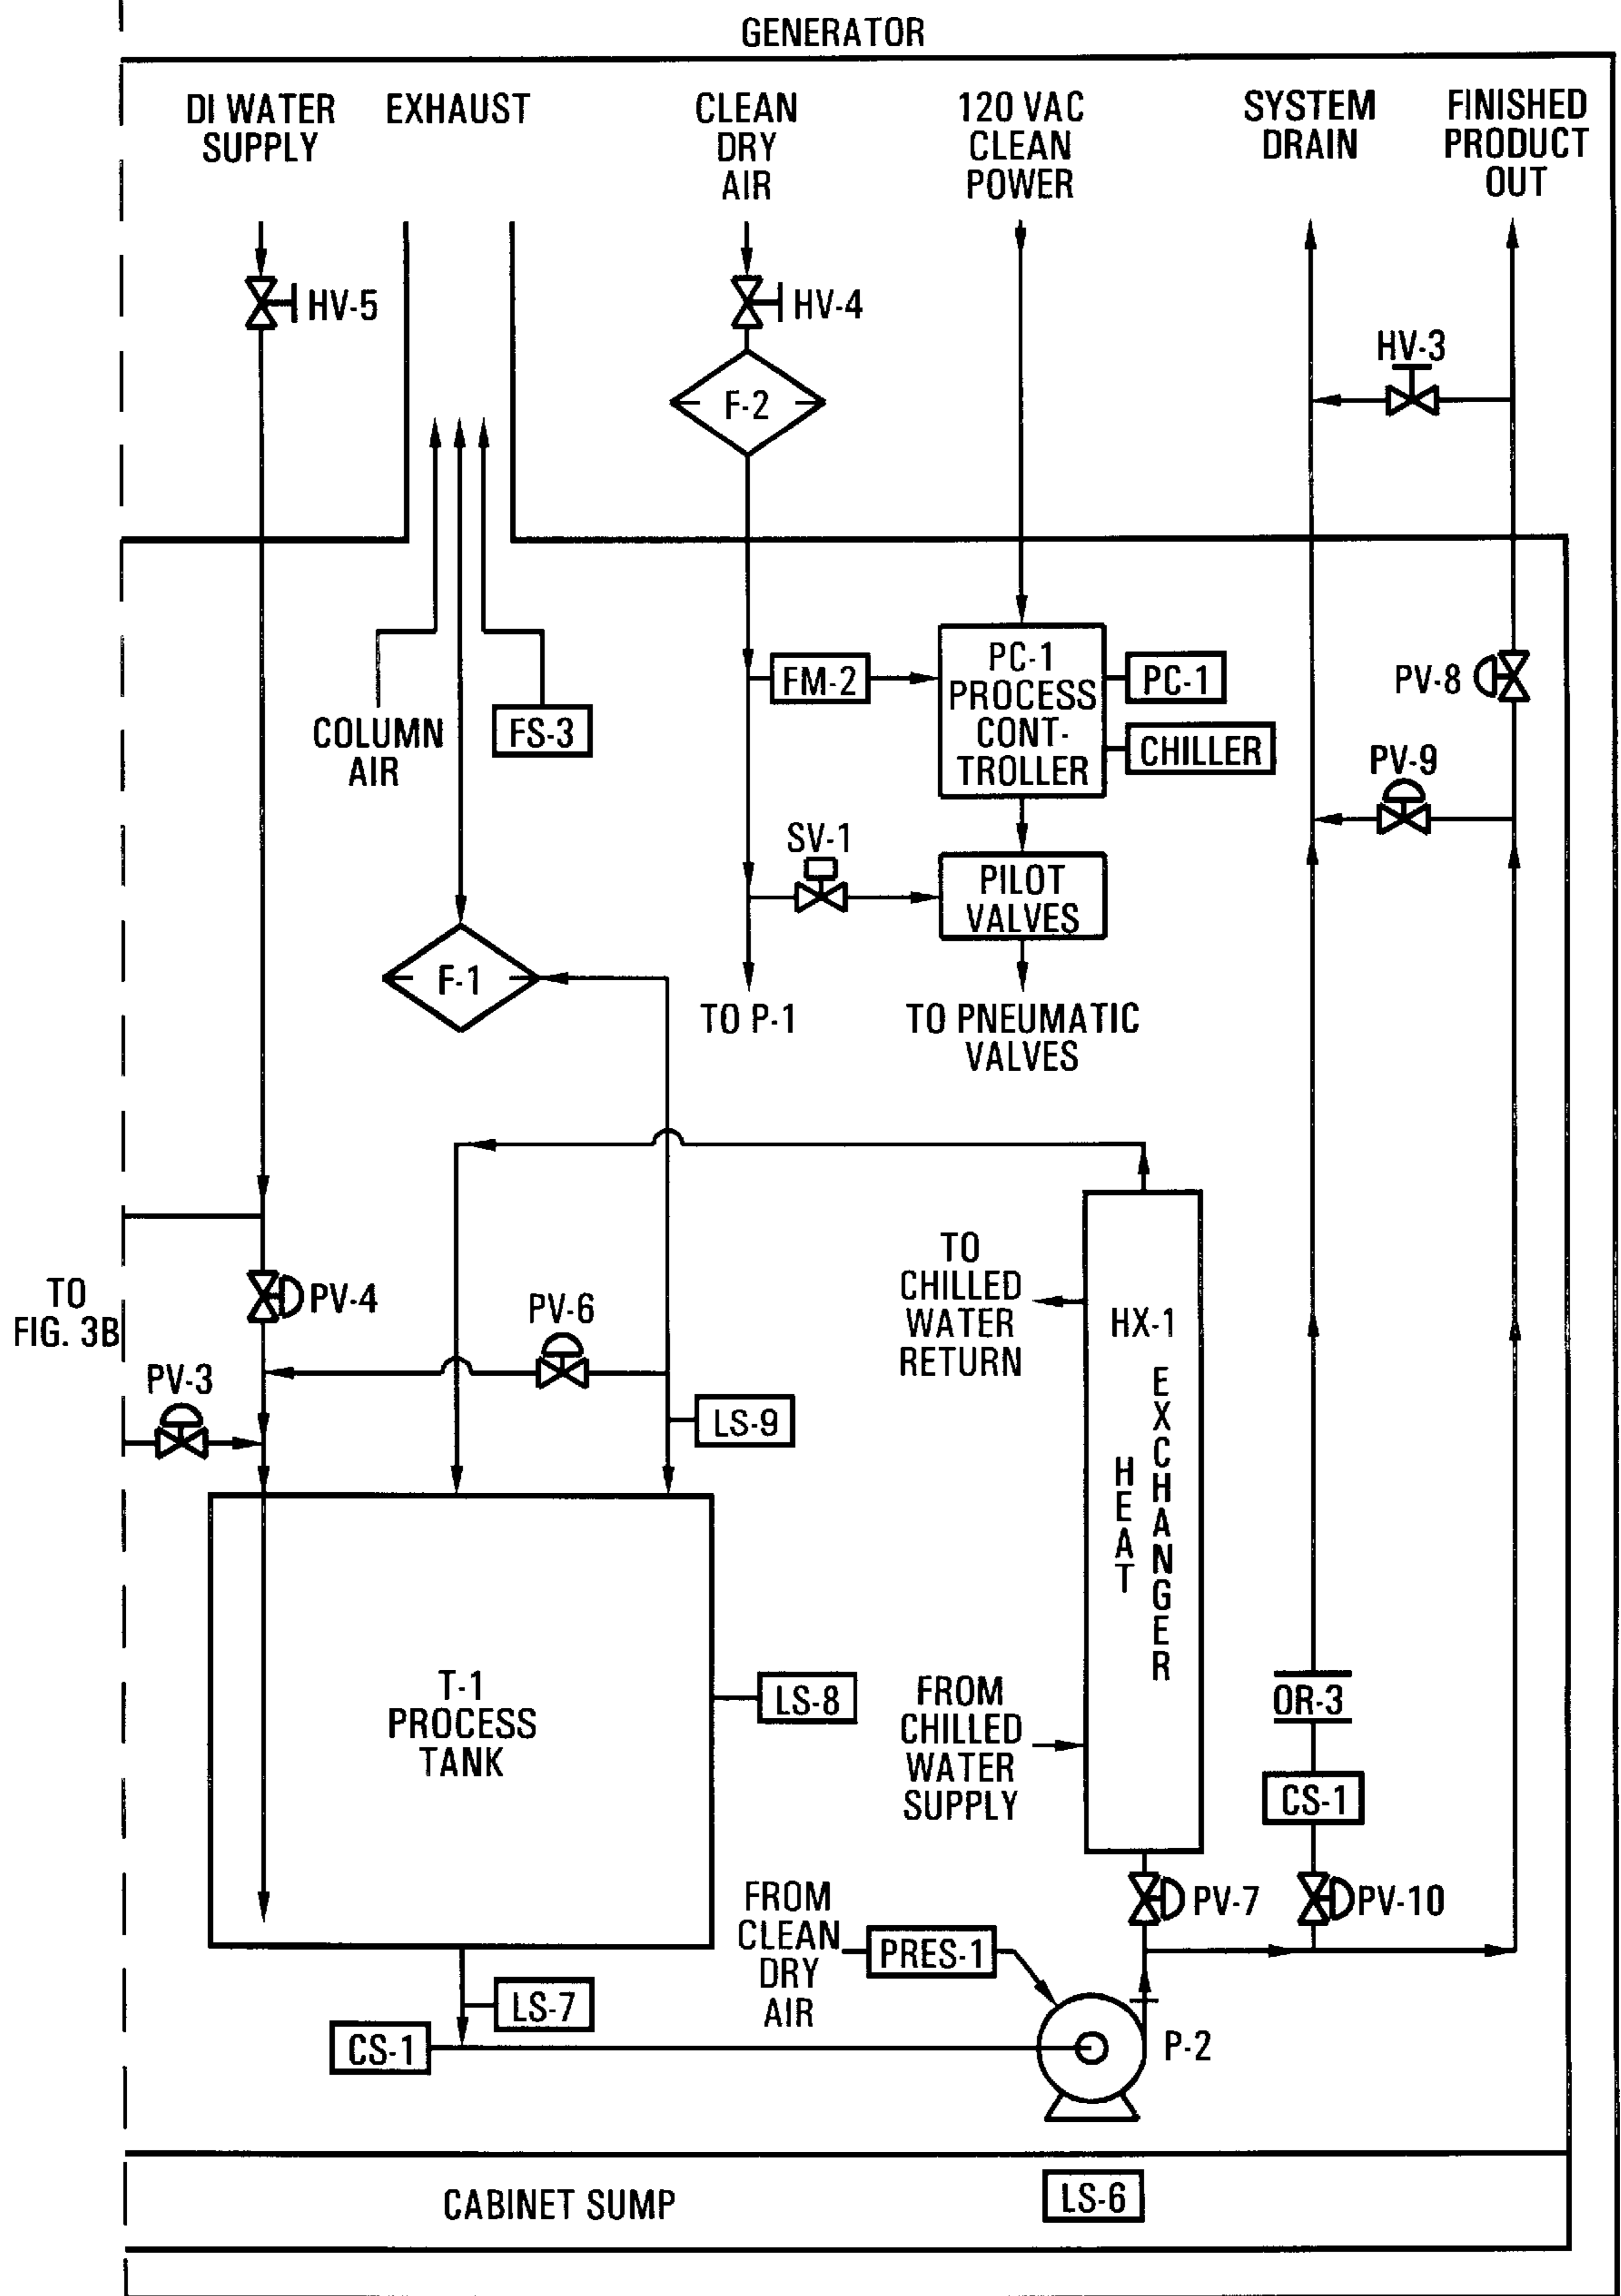 GENERATOR
DI WATER
SUPPLY
EXHAUST
CLEAN
DRY
AIR
120 VAC
CLEAN
POWER
SYSTEM
DRAIN
FINISHED
PRODUCT
OUT
HV-5
HV-4
HV-3
F-2
COLUMN
AIR
FS-3
FM-2
PC-1
PROCESS
CONT-
TROLLER
PC-1
CHILLER
PV-8
PV-9
SV-1
PILOT
VALVES
F-1
TO P-1
TO PNEUMATIC
VALVES
TO
FIG. 3B
PV-4
PV-6
PV-3
LS-9
TO
CHILLED
WATER
RETURN
HX-1
HEAT
EXCHANGER
T-1
PROCESS
TANK
LS-8
FROM
CHILLED
WATER
SUPPLY
OR-3
CS-1
PV-7
PV-10
FROM
CLEAN
DRY
AIR
PRES-1
LS-7
CS-1
P-2
CABINET SUMP
LS-6